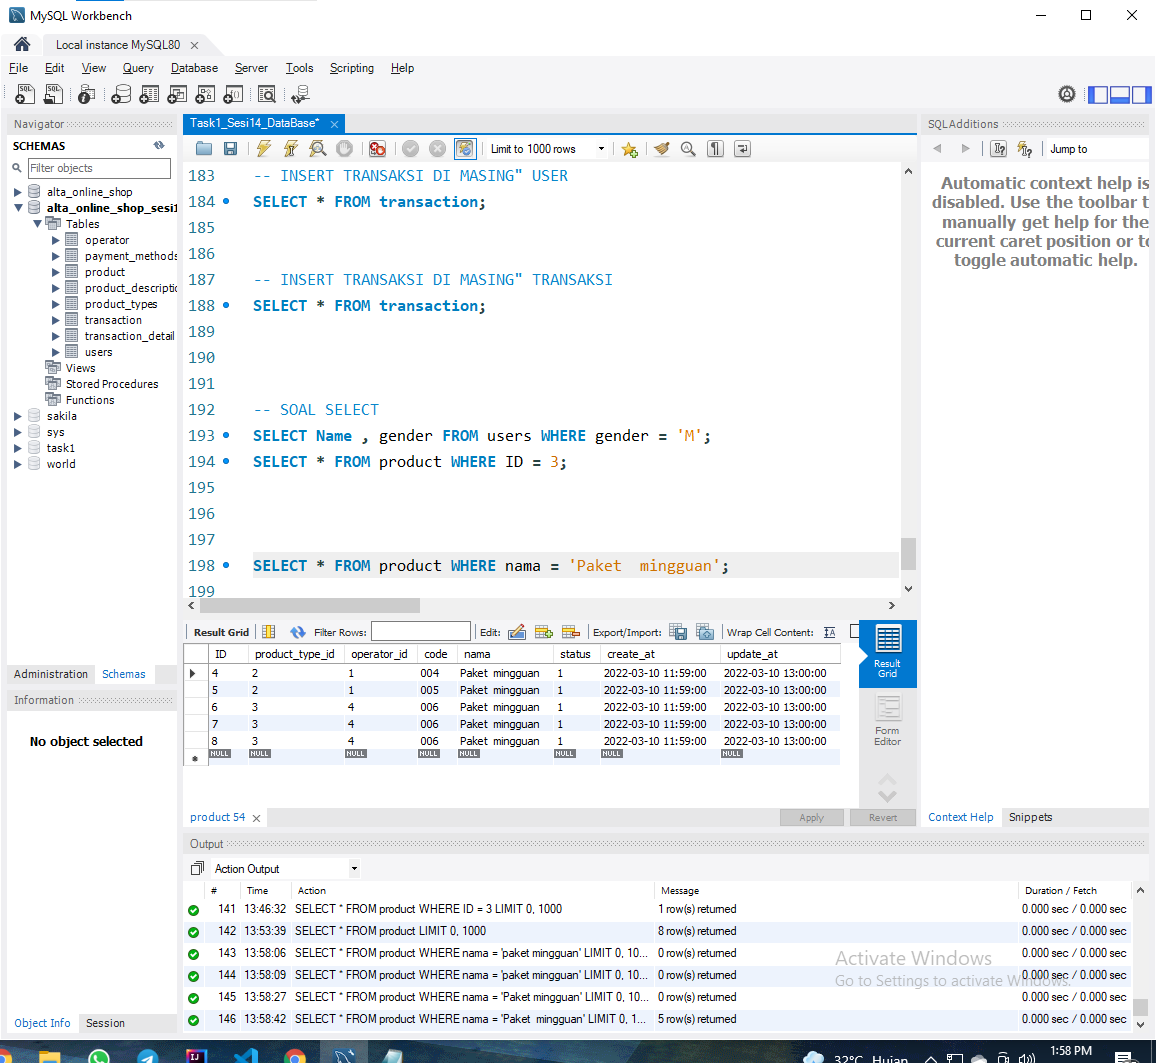 MySQL Workbench
Local instance MySQL80
File Edit View Query Database Server Tools Scripting Help
Navigator
SCHEMAS
Filter objects
alta_online_shop
alta_online_shop_sesi1
Tables
operator
payment_methods
product
product_descriptio
product_types
transaction
transaction_detail
users
Views
Stored Procedures
Functions
sakila
sys
task1
world
Administration Schemas
Information
No object selected
Object Info Session
Task1_Sesi14_DataBase*
Limit to 1000 rows
183 -- INSERT TRANSAKSI DI MASING" USER
184 SELECT * FROM transaction;
185
186
187 -- INSERT TRANSAKSI DI MASING" TRANSAKSI
188 SELECT * FROM transaction;
189
190
191
192 -- SOAL SELECT
193 SELECT Name , gender FROM users WHERE gender = 'M';
194 SELECT * FROM product WHERE ID = 3;
195
196
197
198 SELECT * FROM product WHERE nama = 'Paket  mingguan';
199
Result Grid Filter Rows: Edit: Export/Import: Wrap Cell Content:
ID product_type_id operator_id code nama status create_at update_at
4 2 1 004 Paket  mingguan 1 2022-03-10 11:59:00 2022-03-10 13:00:00
5 2 1 005 Paket  mingguan 1 2022-03-10 11:59:00 2022-03-10 13:00:00
6 3 4 006 Paket  mingguan 1 2022-03-10 11:59:00 2022-03-10 13:00:00
7 3 4 006 Paket  mingguan 1 2022-03-10 11:59:00 2022-03-10 13:00:00
8 3 4 006 Paket  mingguan 1 2022-03-10 11:59:00 2022-03-10 13:00:00
NULL NULL NULL NULL NULL NULL NULL NULL
Result
Grid
Form
Editor
product 54
Apply Revert
SQLAdditions
Jump to
Automatic context help is
disabled. Use the toolbar t
manually get help for the
current caret position or to
toggle automatic help.
Context Help Snippets
Output
Action Output
# Time Action Message Duration / Fetch
141 13:46:32 SELECT * FROM product WHERE ID = 3 LIMIT 0, 1000 1 row(s) returned 0.000 sec / 0.000 sec
142 13:53:39 SELECT * FROM product LIMIT 0, 1000 8 row(s) returned 0.000 sec / 0.000 sec
143 13:58:06 SELECT * FROM product WHERE nama = 'paket mingguan' LIMIT 0, 10... 0 row(s) returned 0.000 sec / 0.000 sec
144 13:58:09 SELECT * FROM product WHERE nama = 'paket mingguan' LIMIT 0, 10... 0 row(s) returned 0.000 sec / 0.000 sec
145 13:58:27 SELECT * FROM product WHERE nama = 'Paket mingguan' LIMIT 0, 10... 0 row(s) returned 0.000 sec / 0.000 sec
146 13:58:42 SELECT * FROM product WHERE nama = 'Paket  mingguan' LIMIT 0, 1... 5 row(s) returned 0.000 sec / 0.000 sec
Activate Windows
Go to Settings to activate Windows.
32°C Hujan
1:58 PM